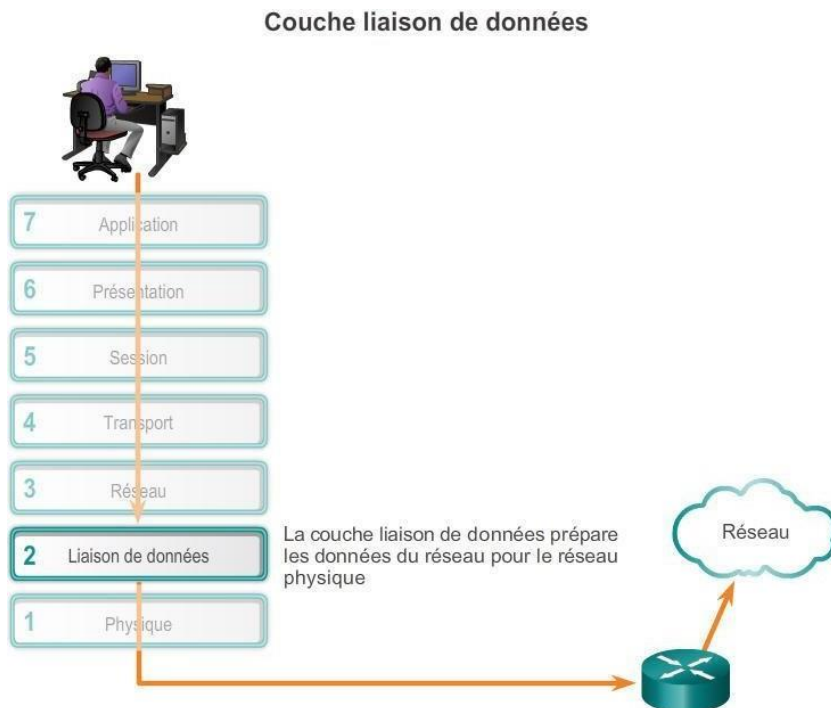 Couche liaison de données
7 Application
6 Présentation
5 Session
4 Transport
3 Réseau
2 Liaison de données
La couche liaison de données prépare
les données du réseau pour le réseau
physique
1 Physique
Réseau